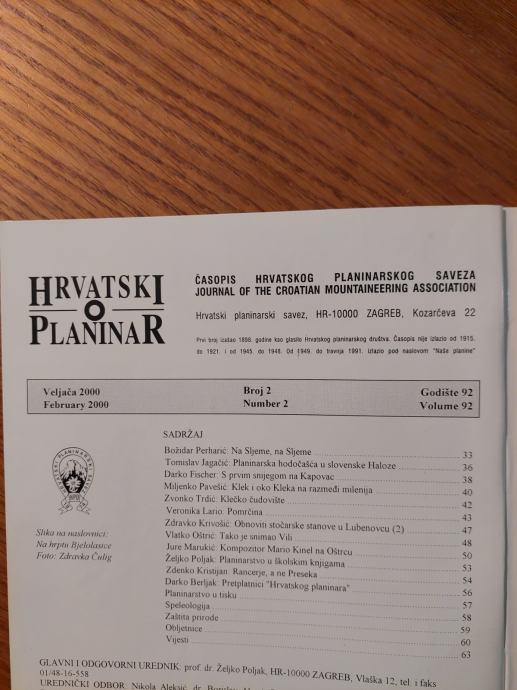 HRVATSKI
PLANINAR
ČASOPIS HRVATSKOG PLANINARSKOG SAVEZA
JOURNAL OF THE CROATIAN MOUNTAINEERING ASSOCIATION
Hrvatski planinarski savez, HR-10000 ZAGREB, Kozarčeva 22
Prvi broj izašao 1898. godine kao glasilo Hrvatskog planinarskog društva. Časopis nije izlazio od 1915.
do 1921. i od 1945. do 1948. Od 1949. do travnja 1991. izlazio pod naslovom "Naše planine"
Veljača 2000 Broj 2 Godište 92
February 2000 Number 2 Volume 92
SADRŽAJ
Božidar Perharić: Na Sljeme, na Sljeme 33
Tomislav Jagačić: Planinarska hodočašća u slovenske Haloze 36
Darko Fischer: S prvim snijegom na Kapovac 38
Miljenko Pavešić: Klek i oko Kleka na razmeđi milenija 40
Zvonko Trdić: Klečko čudovište 42
Veronika Lario: Pomrčina 43
Zdravko Krivošić: Obnoviti stočarske stanove u Lubenovcu (2) 47
Vlatko Oštrić: Tako je snimao Vili 48
Jure Marukić: Kompozitor Mario Kinel na Oštrcu 50
Željko Poljak: Planinarstvo u školskim knjigama 53
Zdenko Kristijan: Rancerje, a ne Preseka 54
Darko Berljak: Pretplatnici "Hrvatskog planinara" 56
Planinarstvo u tisku 57
Speleologija 58
Zaštita prirode 59
Obljetnice 60
Vijesti 63
Slika na naslovnici:
Na hrptu Bjelolasice
Foto: Zdravka Čulig
GLAVNI I ODGOVORNI UREDNIK: prof. dr. Željko Poljak, HR-10000 ZAGREB, Vlaška 12, tel. i faks
01/48-16-558
UREDNIČKI ODBOR: Nikola Aleksić, dr.